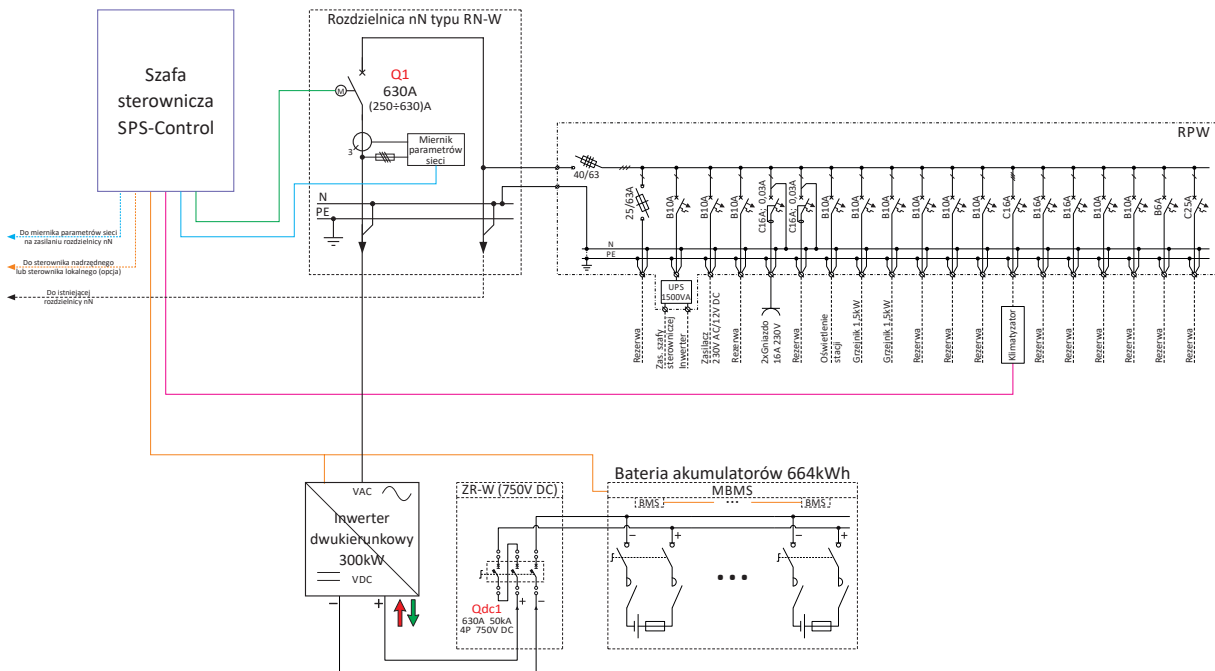 Szafa
sterownicza
SPS-Control
Rozdzielnica nN typu RN-W
Q1
630A
(250÷630)A
M
3
Miernik
parametrów
sieci
N
PE
Do miernika parametrów sieci
na zasilaniu rozdzielnicy nN
Do sterownika nadrzędnego
lub sterownika lokalnego (opcja)
Do istniejącej
rozdzielnicy nN
RPW
40/63
25/63A
B10A
B10A
B10A
C16A; 0,03A
C16A; 0,03A
B10A
B10A
B10A
B10A
B10A
B10A
C16A
B16A
B16A
B10A
B10A
B6A
C25A
N
PE
UPS
1500VA
Rezerwa
Zas. szafy
sterowniczej
Inwerter
Zasilacz
230V AC/12V DC
Rezerwa
2xGniazdo
16A 230V
Rezerwa
Oświetlenie
stacji
Grzejnik 1.5kW
Grzejnik 1.5kW
Rezerwa
Rezerwa
Rezerwa
Klimatyzator
Rezerwa
Rezerwa
Rezerwa
Rezerwa
Rezerwa
Rezerwa
VAC
Inwerter
dwukierunkowy
300kW
VDC
−
+
ZR-W (750V DC)
Qdc1
630A 50kA
4P 750V DC
+
−
Bateria akumulatorów 664kWh
MBMS
BMS
...
BMS
−
+
−
+